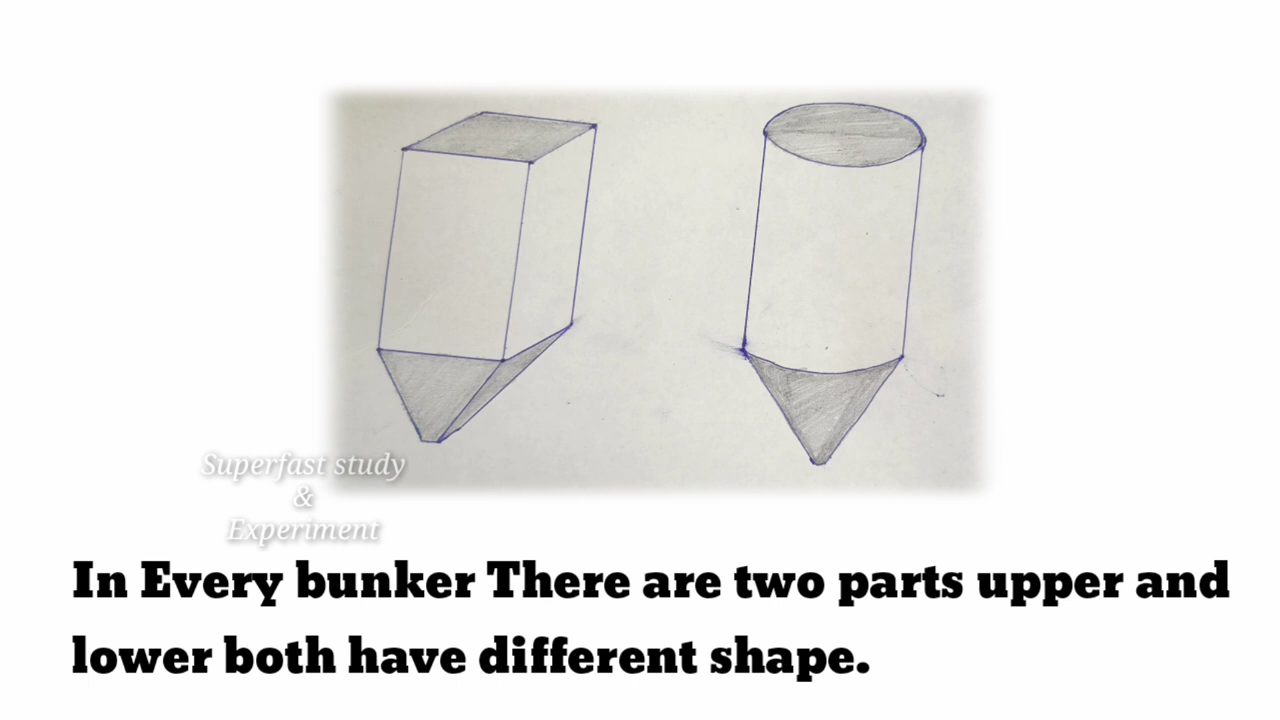 Superfast study
&
Experiment
In Every bunker There are two parts upper and
lower both have different shape.